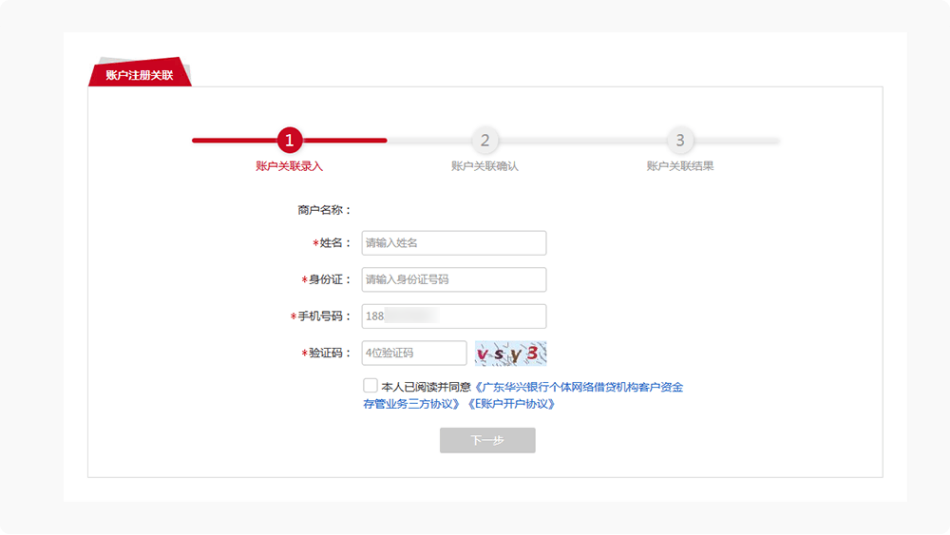 账户注册关联
1
2
3
账户关联录入
账户关联确认
账户关联结果
商户名称：
*姓名： 请输入姓名
*身份证： 请输入身份证号码
*手机号码： 188
*验证码： 4位验证码 vsy3
本人已阅读并同意《广东华兴银行个体网络借贷机构客户资金
存管业务三方协议》《E账户开户协议》
下一步